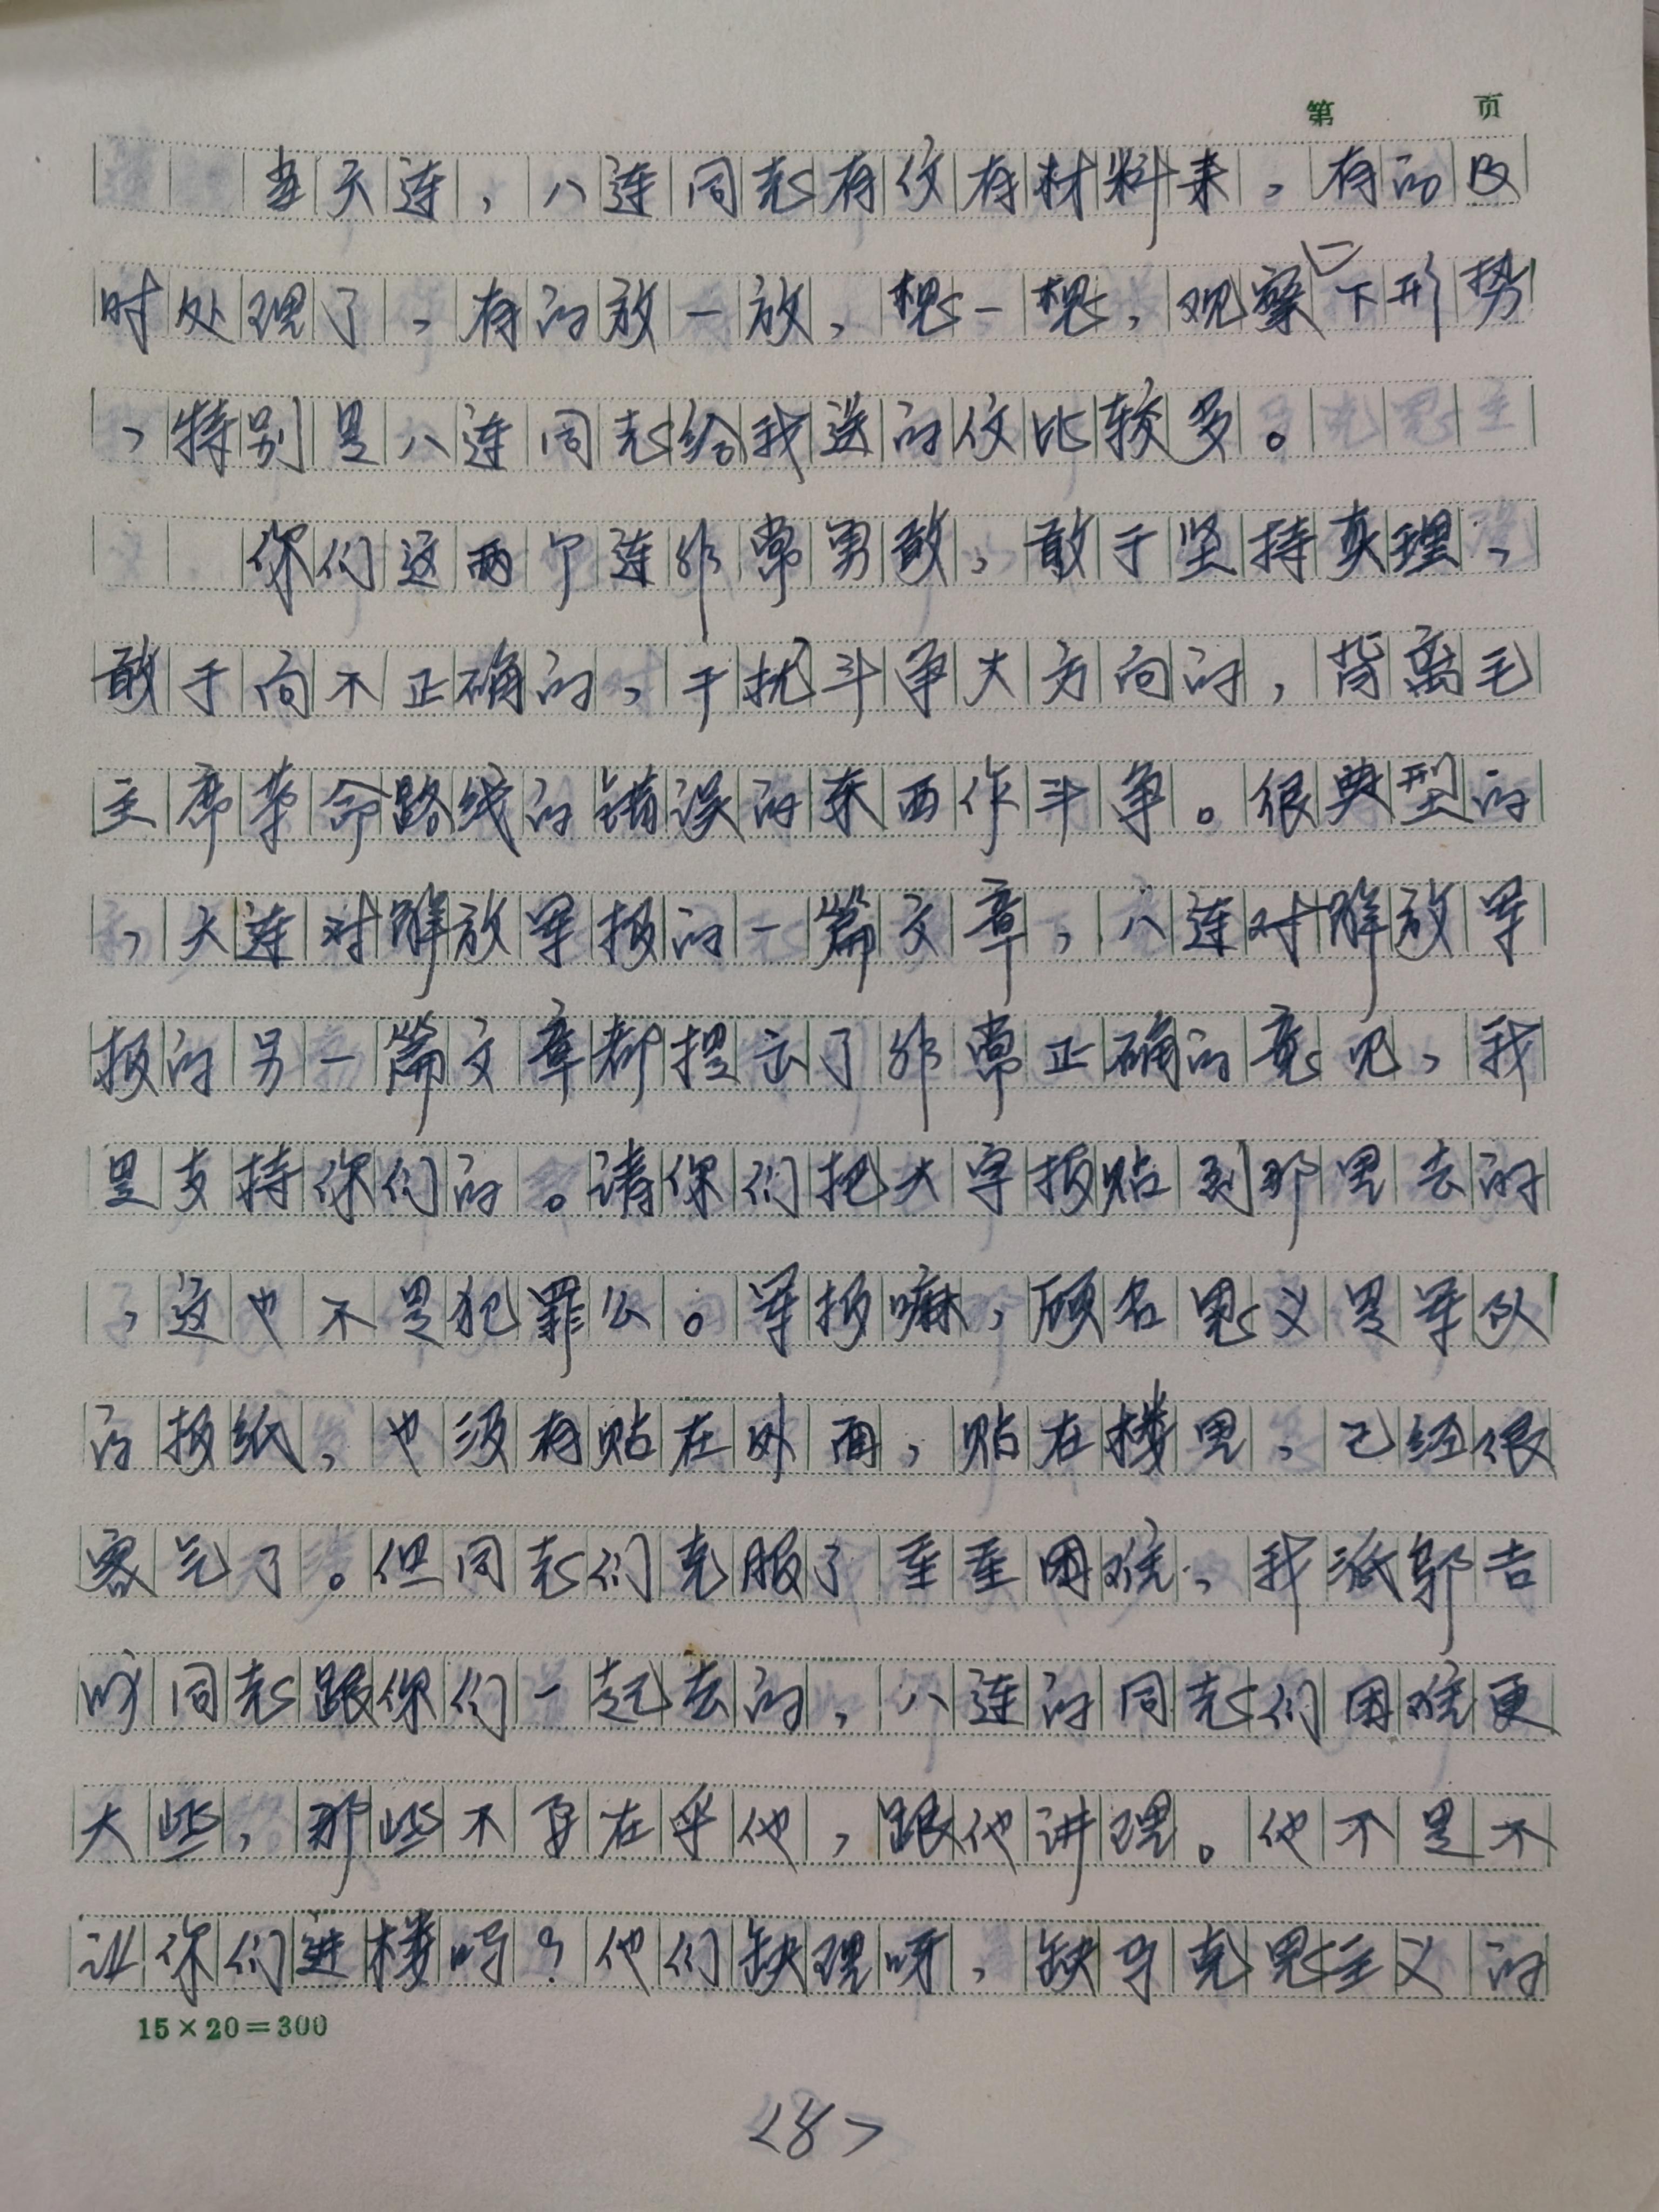 第　页
当天连，八连同志有仪有材料来，有的及
时处理了，有的放一放，想一想，观察一下形势
，特别是八连同志给我送的仪比较多。
你们这两个连非常勇敢，敢于坚持真理，
敢于向不正确的，干扰斗争大方向的，背离毛
主席革命路线的错误的东西作斗争。很典型的
，大连对解放军报的一篇文章，八连对解放军
报的另一篇文章都提出了非常正确的意见，我
是支持你们的。请你们把大字报贴到那里去的
，这也不是犯罪么。军报嘛，顾名思义是军队
的报纸，也没有贴在外面，贴在楼里，已经很
客气了。但同志们克服了重重困难，我派郭吉
同志跟你们一起去的，八连的同志们困难更
大些，那些不要在乎他，跟他讲理。他不是不
让你们进楼吗？他们缺理呀，缺马克思主义的
15×20=300
<8>